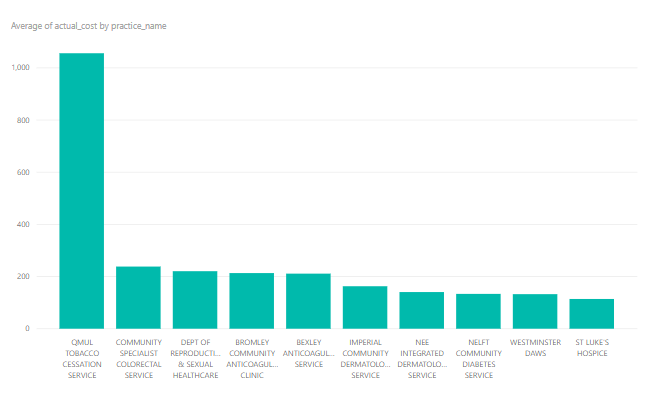 Average of actual_cost by practice_name
1,000
800
600
400
200
0
QMUL
TOBACCO
CESSATION
SERVICE
COMMUNITY
SPECIALIST
COLORECTAL
SERVICE
DEPT OF
REPRODUCTI...
& SEXUAL
HEALTHCARE
BROMLEY
COMMUNITY
ANTICOAGUL...
CLINIC
BEXLEY
ANTICOAGUL...
SERVICE
IMPERIAL
COMMUNITY
DERMATOLO...
SERVICE
NEE
INTEGRATED
DERMATOLO...
SERVICE
NELFT
COMMUNITY
DIABETES
SERVICE
WESTMINSTER
DAWS
ST LUKE'S
HOSPICE